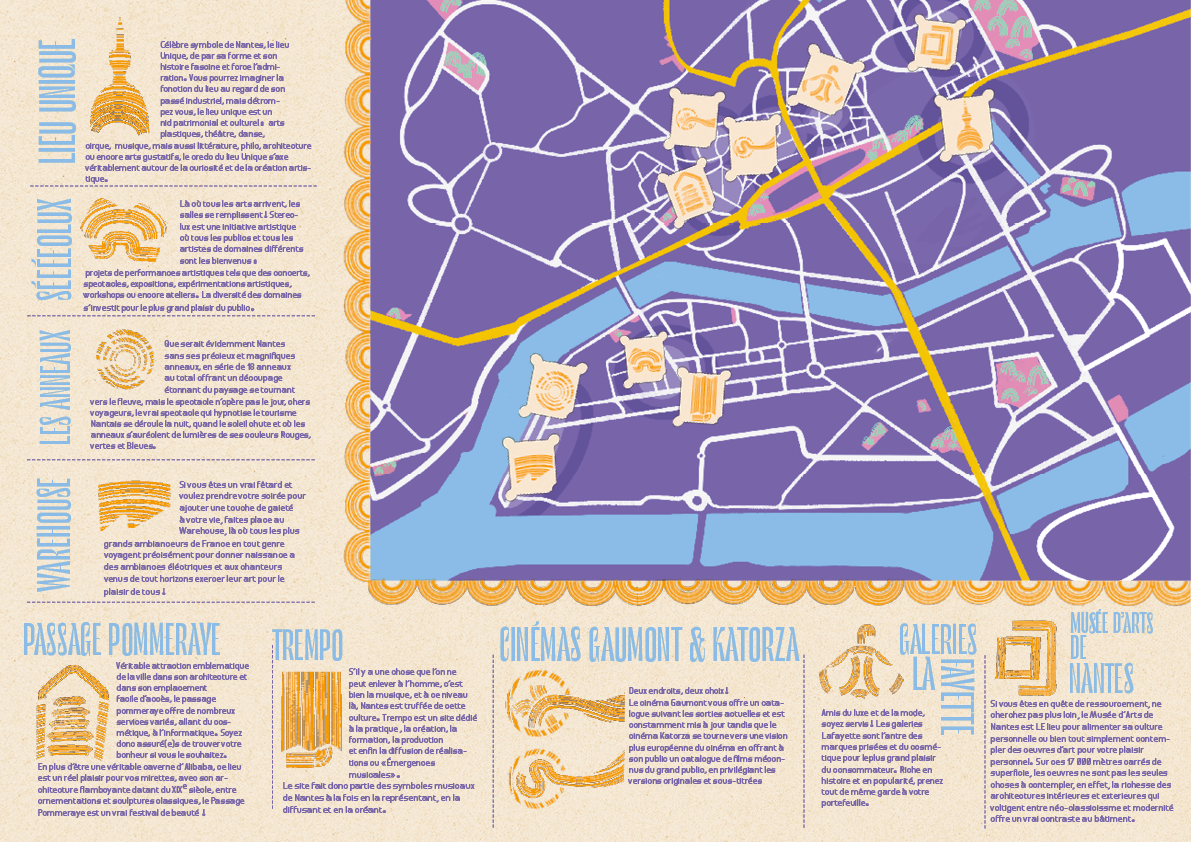 LIEU UNIQUE
Célèbre symbole de Nantes, le lieu
Unique, de par sa forme et son
histoire fascine et force l'admi-
ration. Vous pourrez imaginer la
fonction du lieu au regard de son
passé industriel, mais détrom-
pez vous, le lieu unique est un
nid patrimonial et culturel : arts
plastiques, théâtre, danse,
cirque, musique, mais aussi littérature, philo, architecture
ou encore arts gustatifs, le credo du lieu Unique s'axe
véritablement autour de la curiosité et de la création artis-
tique.
SÉÉÉOLUX
Là où tous les arts arrivent, les
salles se remplissent ! Stereo-
lux est une initiative artistique
où tous les publics et tous les
artistes de domaines différents
sont les bienvenus :
projets de performances artistiques tels que des concerts,
spectacles, expositions, expérimentations artistiques,
workshops ou encore ateliers. La diversité des domaines
s'investit pour le plus grand plaisir du public.
LES ANNEAUX
Que serait évidemment Nantes
sans ses précieux et magnifiques
anneaux, en série de 18 anneaux
au total offrant un découpage
étonnant du paysage se tournant
vers le fleuve, mais le spectacle n'opère pas le jour, chers
voyageurs, le vrai spectacle qui hypnotise le tourisme
Nantais se déroule la nuit, quand le soleil chute et où les
anneaux s'auréolent de lumières de ses couleurs Rouges,
vertes et Bleues.
WAREHOUSE
Si vous êtes un vrai fêtard et
voulez prendre votre soirée pour
ajouter une touche de gaieté
à votre vie, faites place au
Warehouse, là où tous les plus
grands ambianceurs de France en tout genre
voyagent précisément pour donner naissance a
des ambiances éléctriques et aux chanteurs
venus de tout horizons exercer leur art pour le
plaisir de tous !
PASSAGE POMMERAYE
Véritable attraction emblematique
de la ville dans son architecture et
dans son emplacement
facile d'accès, le passage
pommeraye offre de nombreux
services variés, allant du cos-
métique, à l'informatique. Soyez
donc assuré(e)s de trouver votre
bonheur si vous le souhaitez.
En plus d'être une véritable caverne d'Alibaba, ce lieu
est un réel plaisir pour vos mirettes, avec son ar-
chitecture flamboyante datant du XIXe siècle, entre
ornementations et sculptures classiques, le Passage
Pommeraye est un vrai festival de beauté !
TREMPO
S'il y a une chose que l'on ne
peut enlever à l'homme, c'est
bien la musique, et à ce niveau
là, Nantes est truffée de cette
culture. Trempo est un site dédié
à la pratique, la création, la
formation, la production
et enfin la diffusion de réalisa-
tions ou «Émergences
musicales».
Le site fait donc partie des symboles musicaux
de Nantes à la fois en la représentant, en la
diffusant et en la créant.
CINÉMAS GAUMONT & KATORZA
Deux endroits, deux choix !
Le cinéma Gaumont vous offre un cata-
logue suivant les sorties actuelles et est
constamment mis à jour tandis que le
cinéma Katorza se tourne vers une vision
plus européenne du cinéma en offrant à
son public un catalogue de films mécon-
nus du grand public, en privilégiant les
versions originales et sous-titrées
GALERIES
LA FAYETTE
Amis du luxe et de la mode,
soyez servis ! Les galeries
Lafayette sont l'antre des
marques prisées et du cosmé-
tique pour leplus grand plaisir
du consommateur. Riche en
histoire et en popularité, prenez
tout de même garde à votre
portefeuille.
MUSÉE D'ARTS
DE
NANTES
Si vous êtes en quête de ressourcement, ne
cherchez pas plus loin, le Musée d'Arts de
Nantes est LE lieu pour alimenter sa culture
personnelle ou bien tout simplement contem-
pler des oeuvres d'art pour votre plaisir
personnel. Sur ces 17 000 mètres carrés de
superficie, les oeuvres ne sont pas les seules
choses à contempler, en effet, la richesse des
architectures intérieures et exterieures qui
voltigent entre néo-classicisme et modernité
offre un vrai contraste au bâtiment.